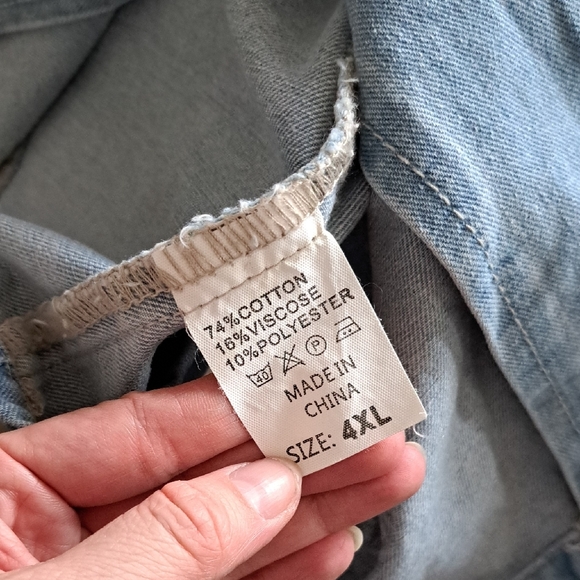 74%COTTON
16%VISCOSE
10%POLYESTER
40 P
MADE IN
CHINA
SIZE: 4XL